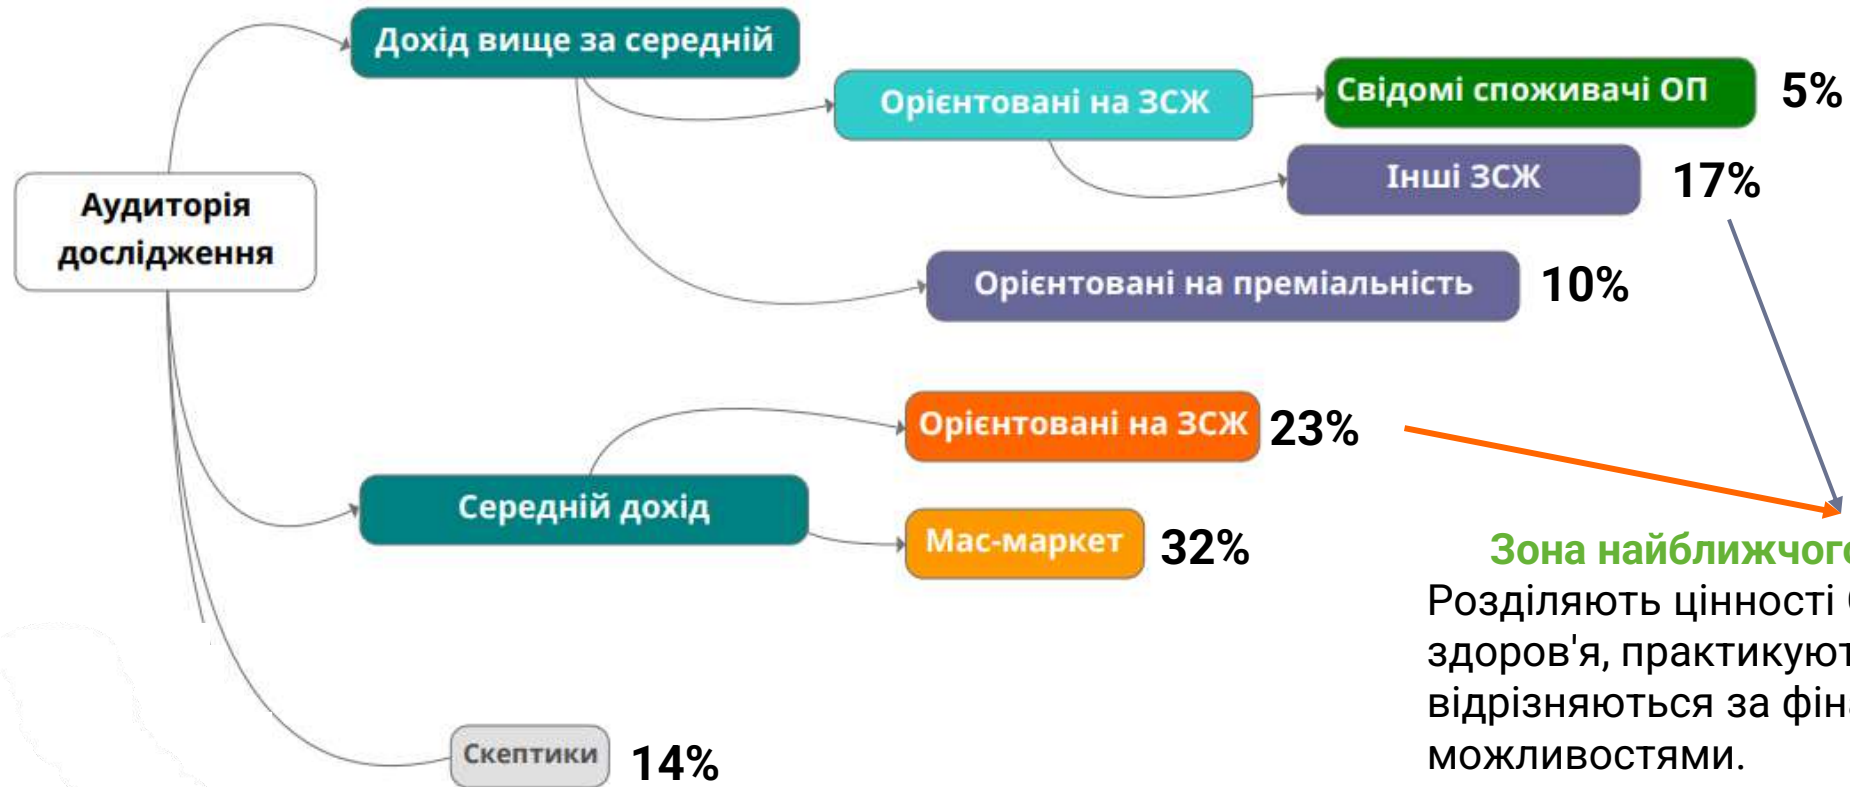 Дохід вище за середній
Орієнтовані на ЗСЖ
Свідомі споживачі ОП 5%
Інші ЗСЖ 17%
Аудиторія
дослідження
Орієнтовані на преміальність 10%
Орієнтовані на ЗСЖ 23%
Середній дохід
Мас-маркет 32%
Зона найближчого
Розділяють цінності
здоров'я, практикуют
відрізняються за фіна
можливостями.
Скептики 14%